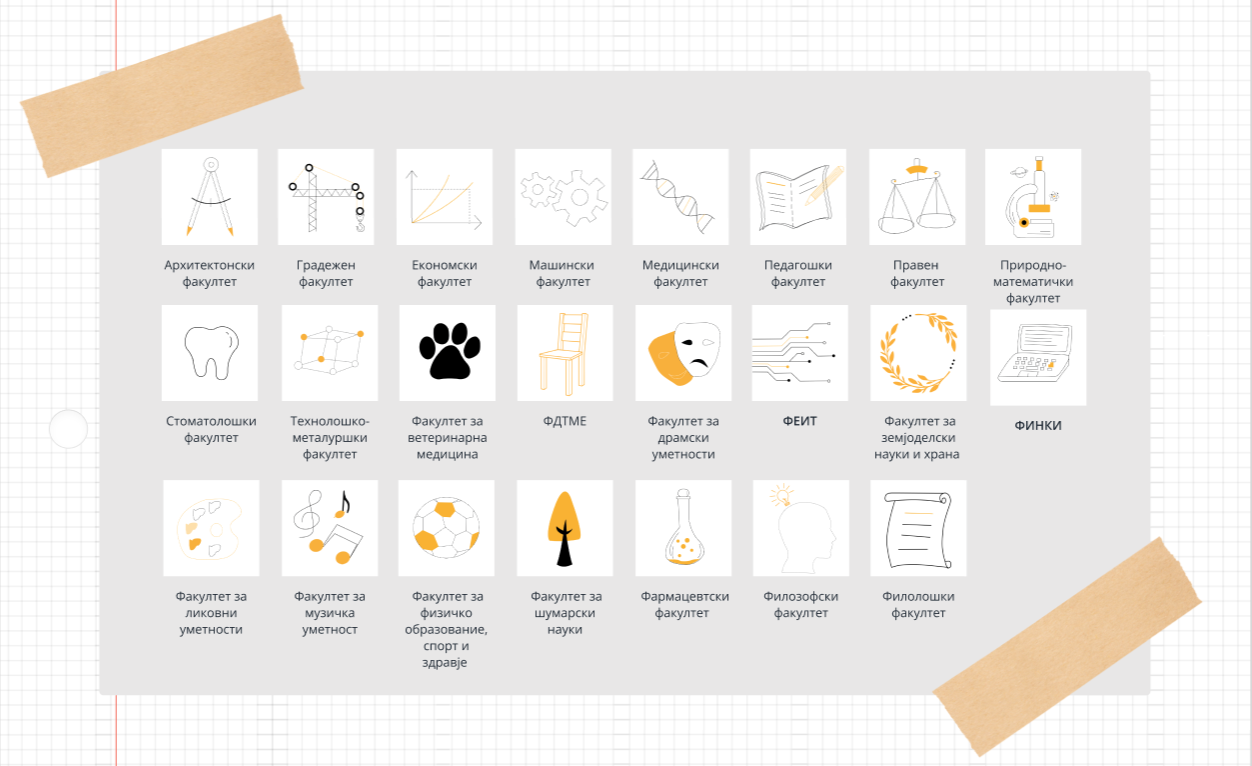 Архитектонски
факултет
Градежен
факултет
Економски
факултет
Машински
факултет
Медицински
факултет
Педагошки
факултет
Правен
факултет
Природно-
математички
факултет
Стоматолошки
факултет
Технолошко-
металуршки
факултет
Факултет за
ветеринарна
медицина
ФДТМЕ
Факултет за
драмски
уметности
ФЕИТ
Факултет за
земјоделски
науки и храна
ФИНКИ
Факултет за
ликовни
уметности
Факултет за
музичка
уметност
Факултет за
физичко
образование,
спорт и
здравје
Факултет за
шумарски
науки
Фармацевтски
факултет
Филозофски
факултет
Филолошки
факултет